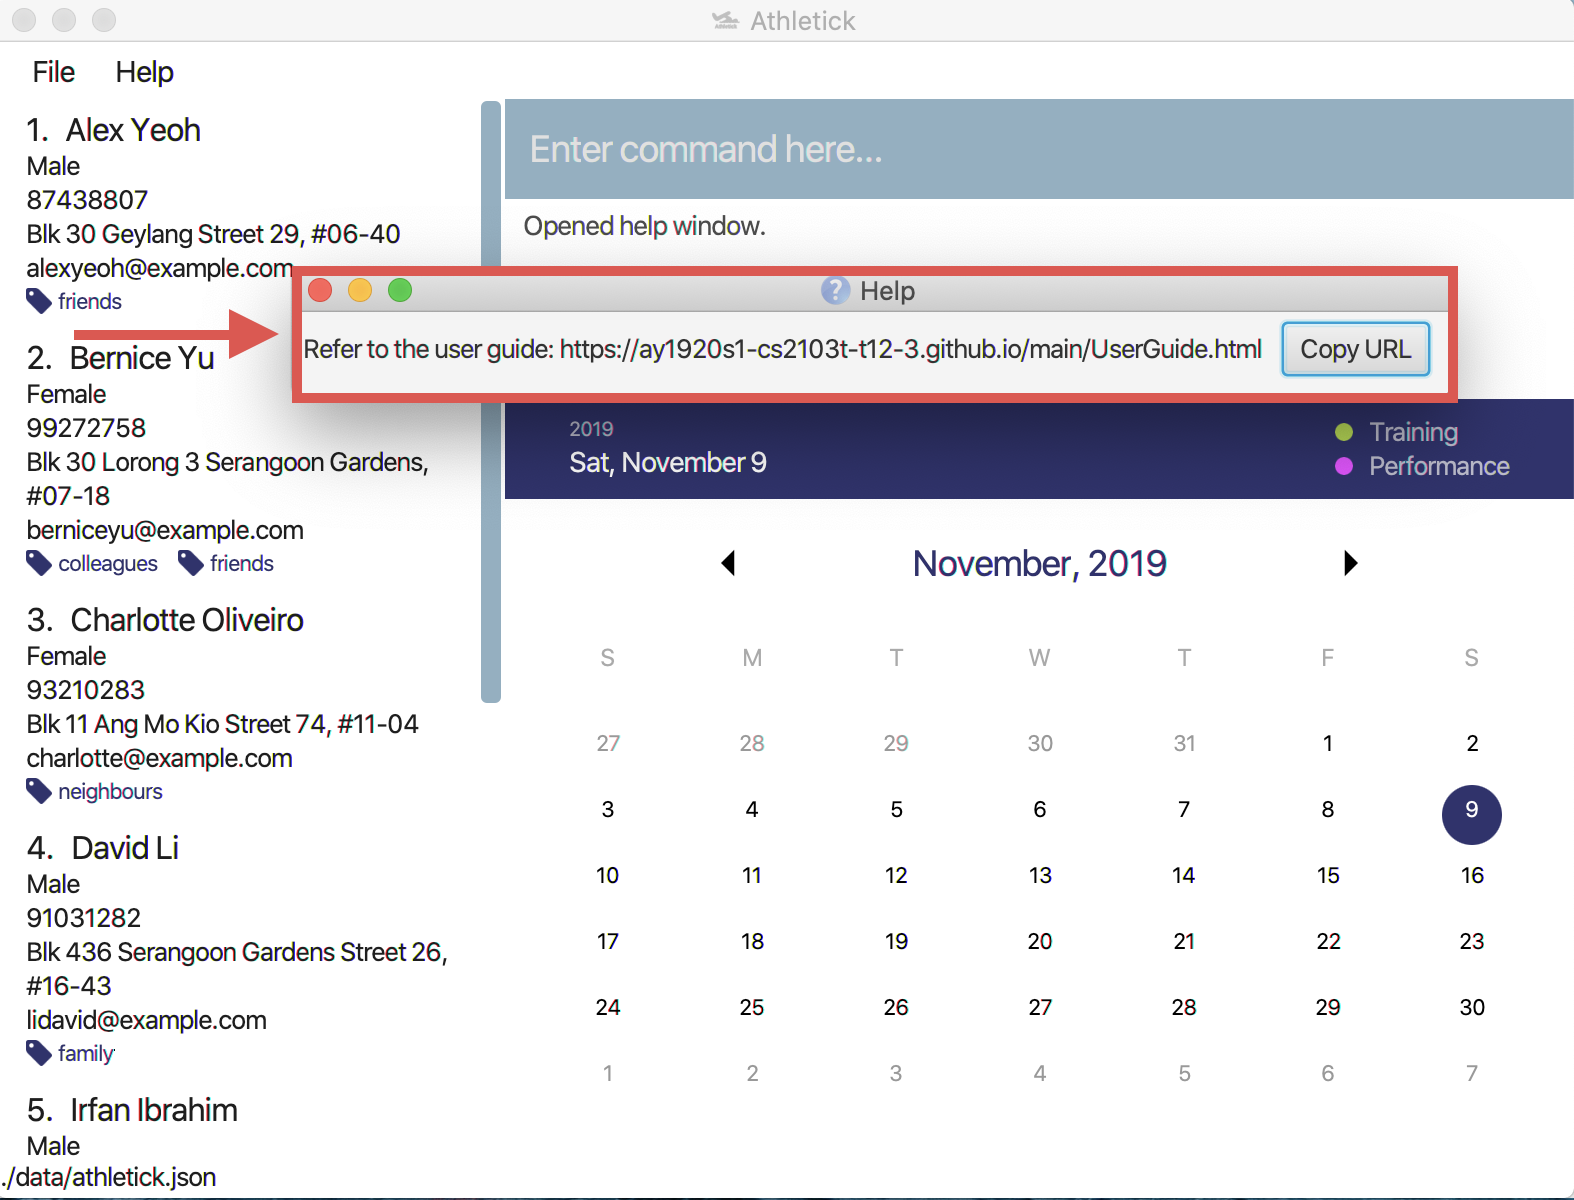 Athletick
File Help
1. Alex Yeoh
Male
87438807
Blk 30 Geylang Street 29, #06-40
alexyeoh@example.com
friends
2. Bernice Yu
Female
99272758
Blk 30 Lorong 3 Serangoon Gardens,
#07-18
berniceyu@example.com
colleagues friends
3. Charlotte Oliveiro
Female
93210283
Blk 11 Ang Mo Kio Street 74, #11-04
charlotte@example.com
neighbours
4. David Li
Male
91031282
Blk 436 Serangoon Gardens Street 26,
#16-43
lidavid@example.com
family
5. Irfan Ibrahim
Male
./data/athletick.json
Enter command here...
Opened help window.
Help
Refer to the user guide: https://ay1920s1-cs2103t-t12-3.github.io/main/UserGuide.html Copy URL
2019
Sat, November 9
Training
Performance
November, 2019
S M T W T F S
27 28 29 30 31 1 2
3 4 5 6 7 8 9
10 11 12 13 14 15 16
17 18 19 20 21 22 23
24 25 26 27 28 29 30
1 2 3 4 5 6 7